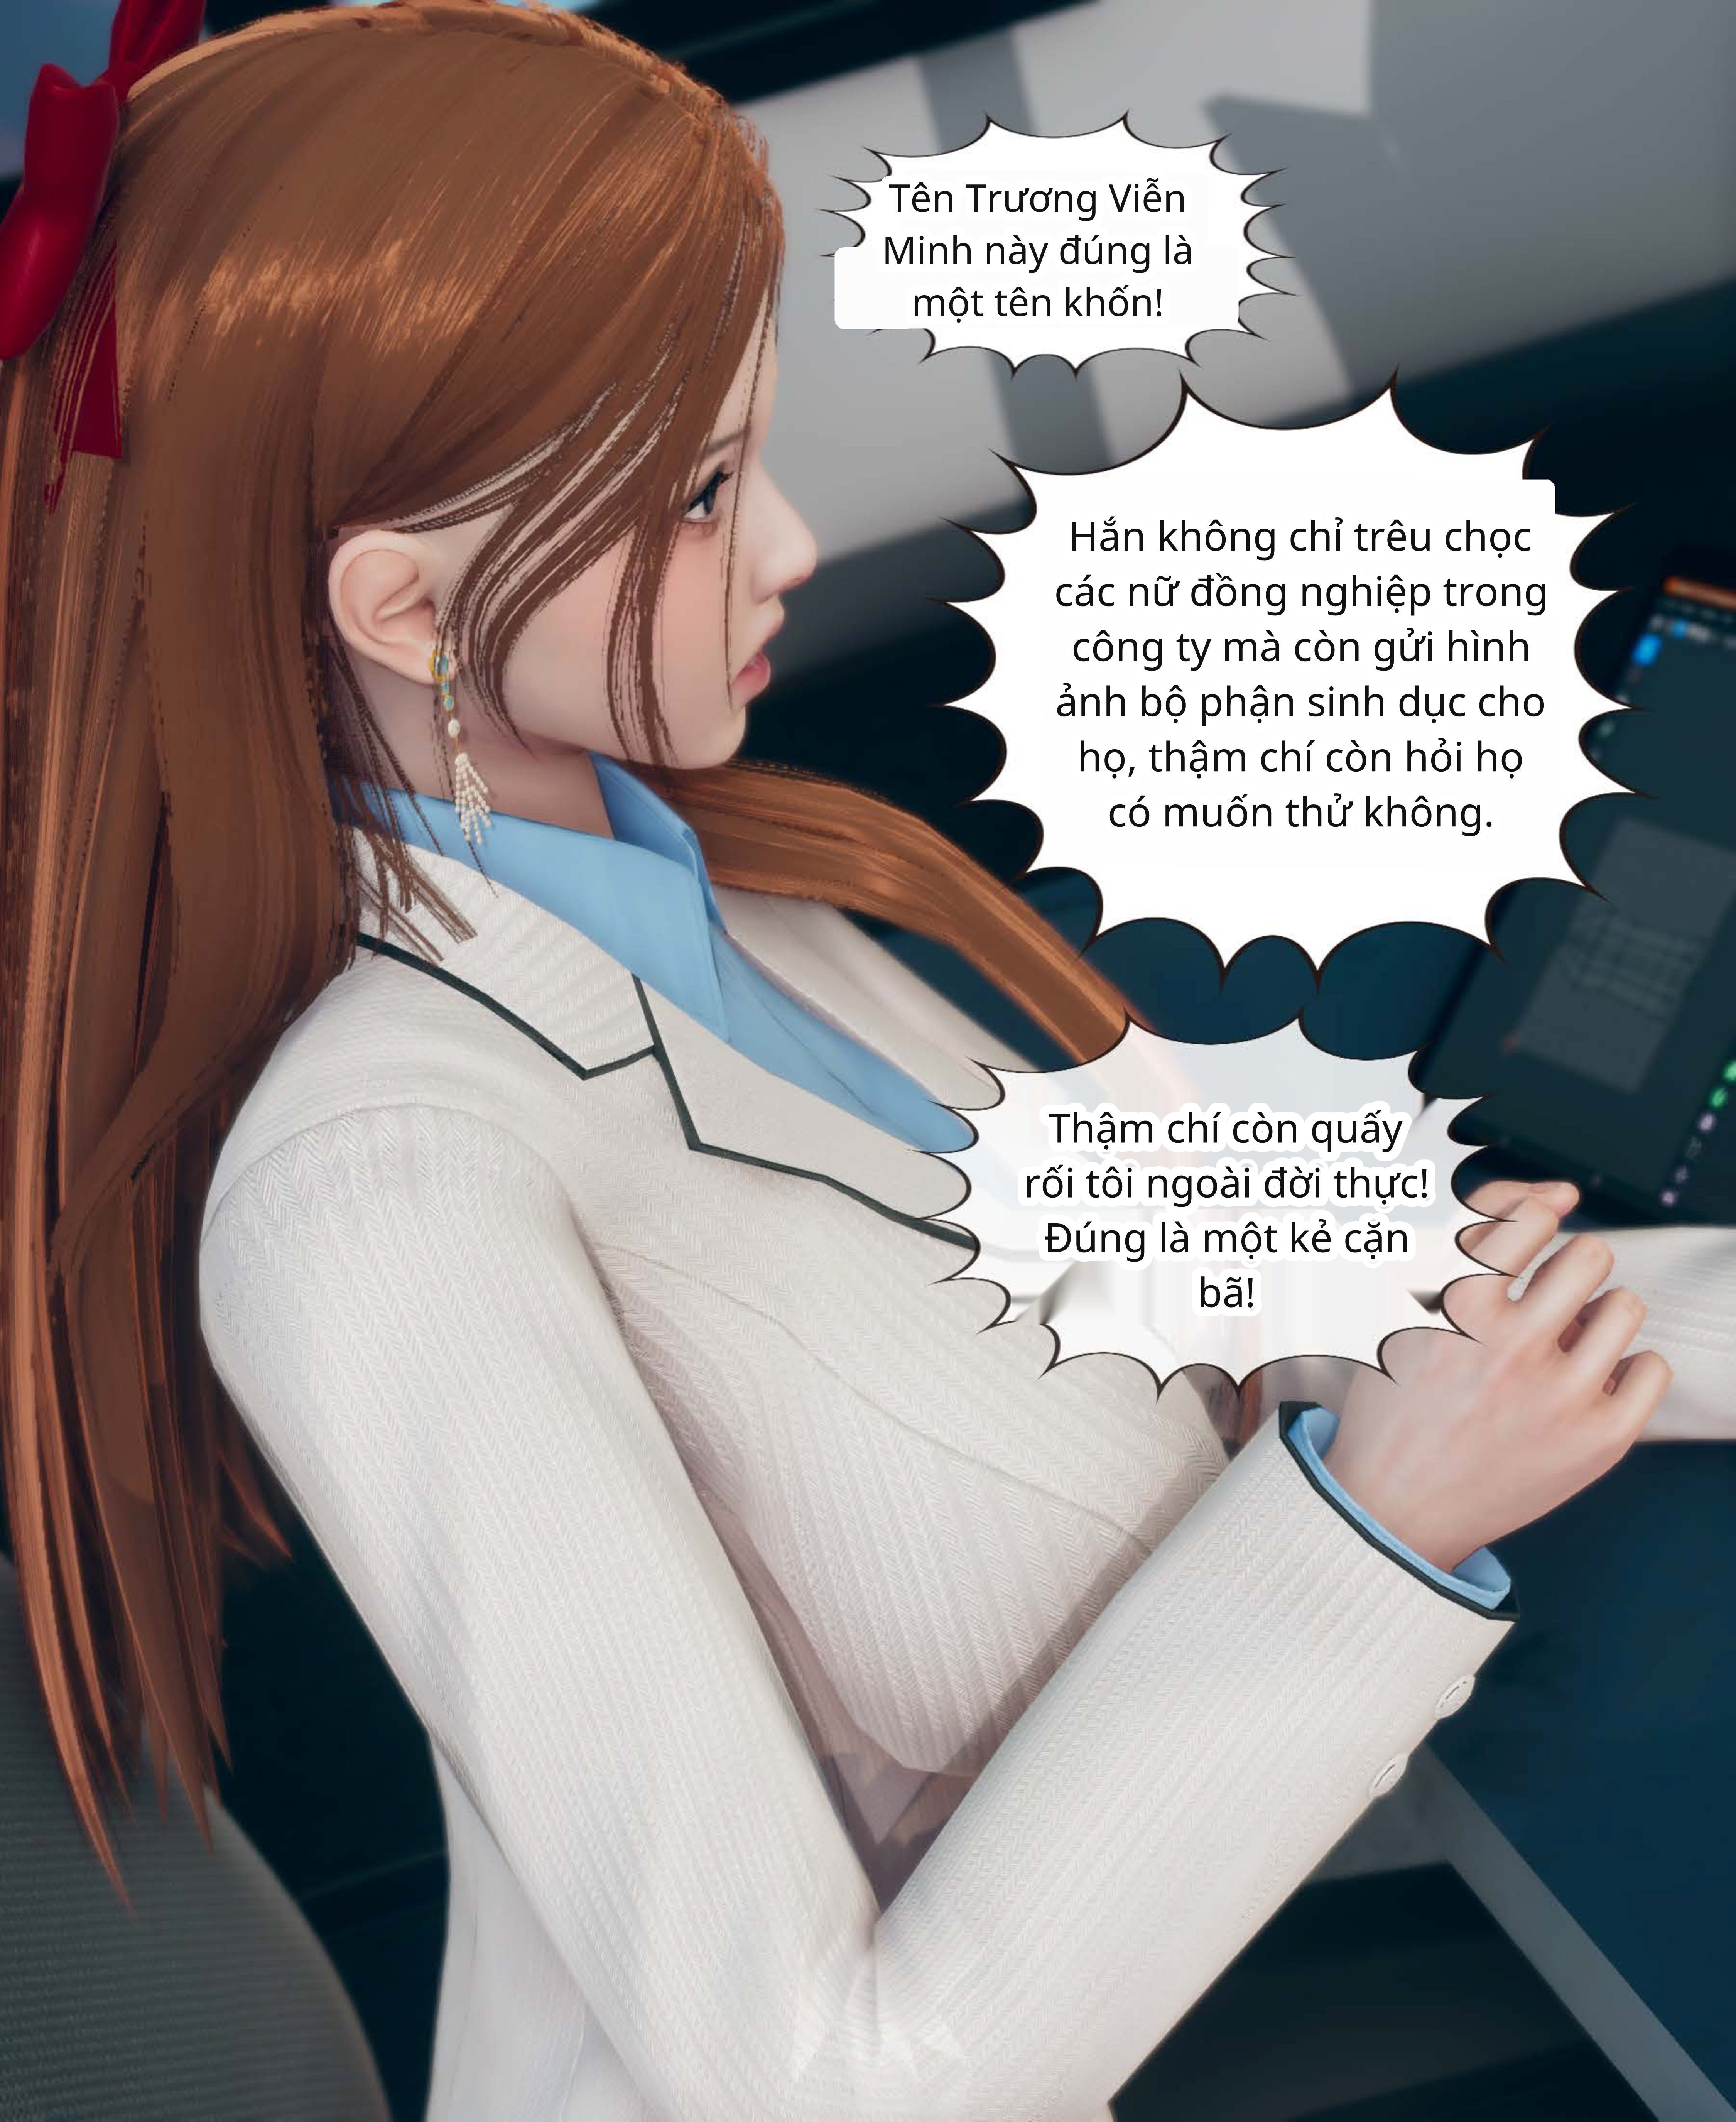 Tên Trương Viễn
Minh này đúng là
một tên khốn!
Hắn không chỉ trêu chọc
các nữ đồng nghiệp trong
công ty mà còn gửi hình
ảnh bộ phận sinh dục cho
họ, thậm chí còn hỏi họ
có muốn thử không.
Thậm chí còn quấy
rối tôi ngoài đời thực!
Đúng là một kẻ cặn
bã!